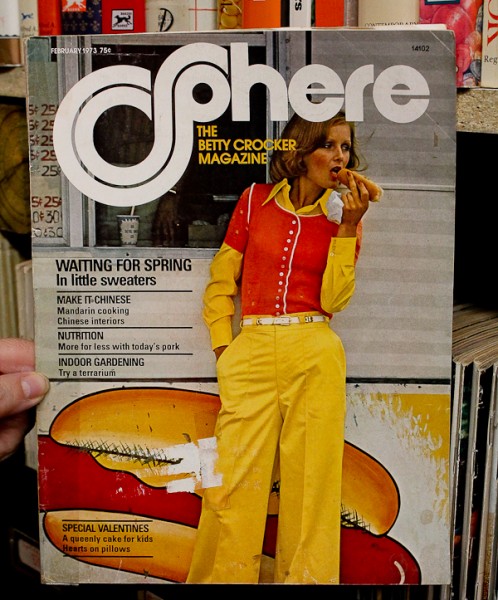 FEBRUARY 1973 75¢
14102
Sphere
THE
BETTY CROCKER
MAGAZINE
WAITING FOR SPRING
In little sweaters
MAKE IT CHINESE
Mandarin cooking
Chinese interiors
NUTRITION
More for less with today's pork
INDOOR GARDENING
Try a terrarium
SPECIAL VALENTINES
A queenly cake for kids
Hearts on pillows